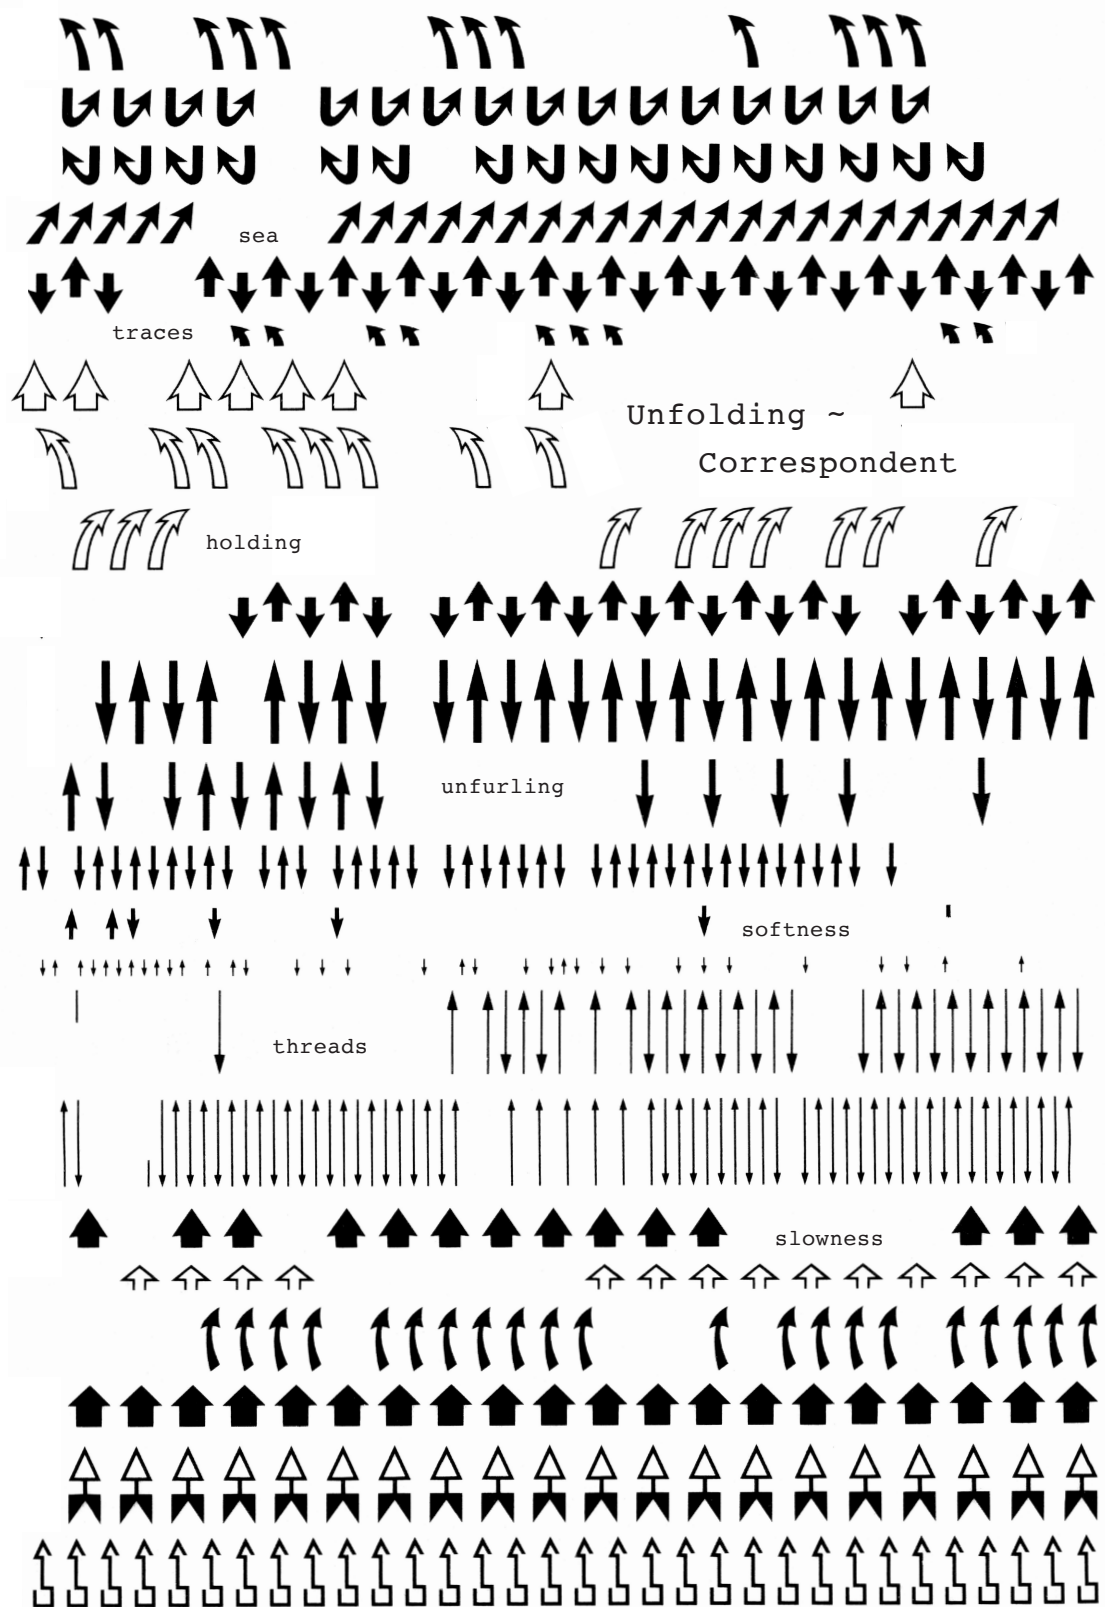 sea
traces
Unfolding ~
Correspondent
holding
unfurling
softness
threads
slowness